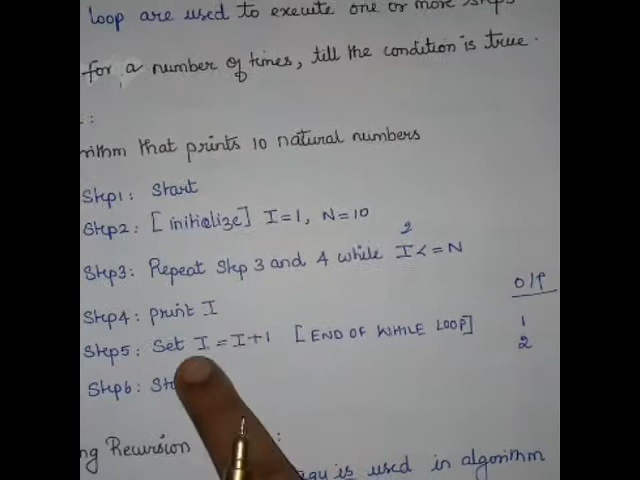 loop are used to execute one or more steps
for a number of times, till the condition is true.
:
rithm that prints 10 natural numbers
Step1: Start
Step2: [initialize] I=1, N=10
2
Step3: Repeat Step 3 and 4 while I<=N
O/P
Step4: print I
1
Step5: Set I = I+1 [END OF WHILE LOOP]
2
Step6: St
ng Recursion :
is used in algorithm